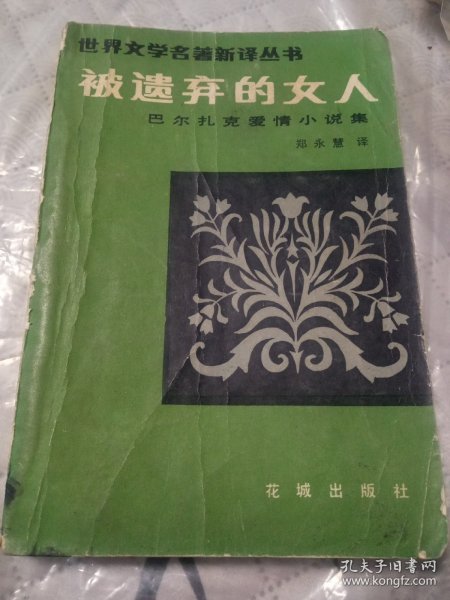 世界文学名著新译丛书
被遗弃的女人
巴尔扎克爱情小说集
郑永慧 译
花城出版社
孔夫子旧书网
www.kongfz.com